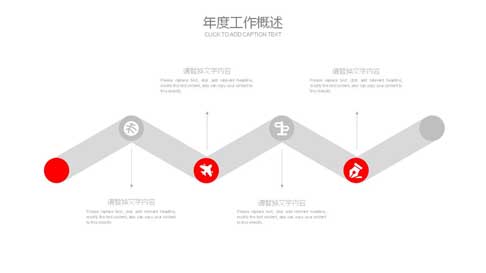 年度工作概述
CLICK TO ADD CAPTION TEXT
请替换文字内容
Please replace text, click add relevant headline,
modify the text content, also can copy your content to
this directly.
请替换文字内容
Please replace text, click add relevant headline,
modify the text content, also can copy your content to
this directly.
请替换文字内容
Please replace text, click add relevant headline,
modify the text content, also can copy your content to
this directly.
请替换文字内容
Please replace text, click add relevant headline,
modify the text content, also can copy your content to
this directly.